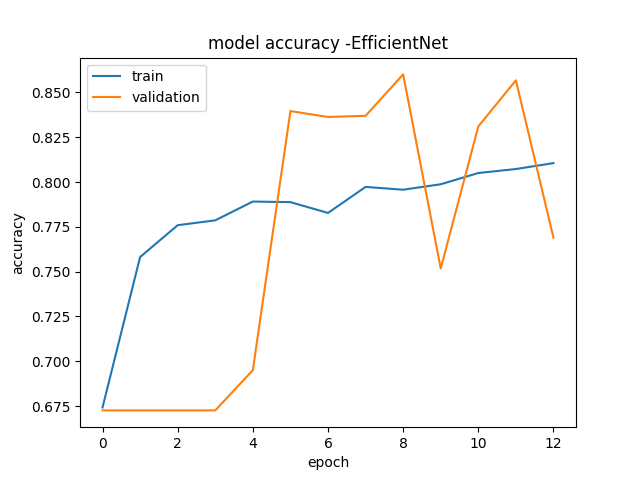 model accuracy -EfficientNet
train
validation
accuracy
0.850
0.825
0.800
0.775
0.750
0.725
0.700
0.675
0 2 4 6 8 10 12
epoch